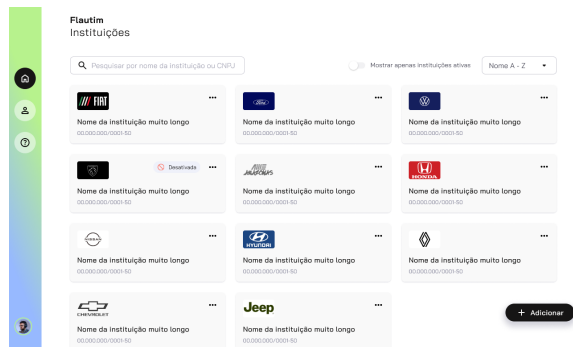 Flautim
Instituições
Pesquisar por nome da instituição ou CNPJ
Mostrar apenas instituições ativas
Nome A - Z
FIAT
Ford
Nome da instituição muito longo
00.000.000/0001-50
Nome da instituição muito longo
00.000.000/0001-50
Nome da instituição muito longo
00.000.000/0001-50
Desativada
HONDA
Nome da instituição muito longo
00.000.000/0001-50
Nome da instituição muito longo
00.000.000/0001-50
Nome da instituição muito longo
00.000.000/0001-50
NISSAN
HYUNDAI
Nome da instituição muito longo
00.000.000/0001-50
Nome da instituição muito longo
00.000.000/0001-50
Nome da instituição muito longo
00.000.000/0001-50
CHEVROLET
Jeep
+ Adicionar
Nome da instituição muito longo
00.000.000/0001-50
Nome da instituição muito longo
00.000.000/0001-50